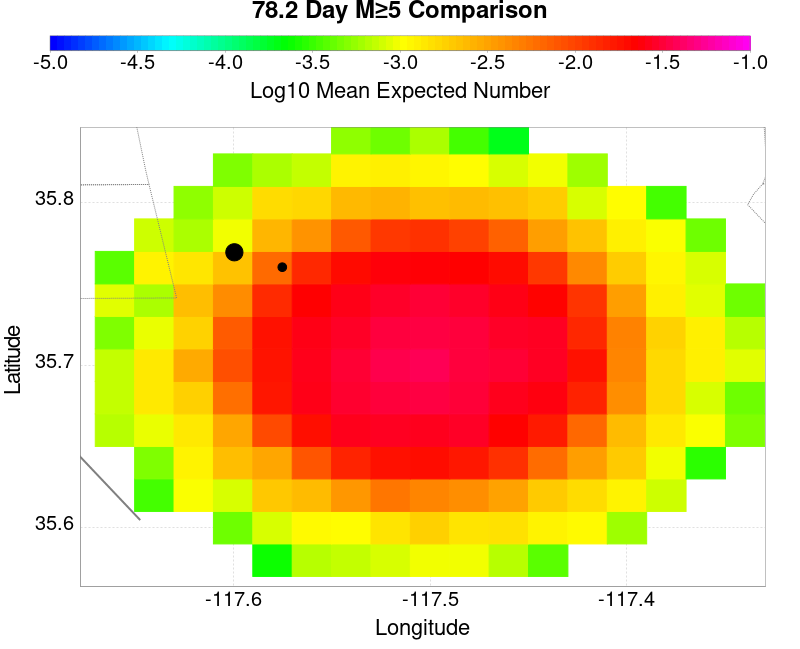 78.2 Day M≥5 Comparison
-5.0 -4.5 -4.0 -3.5 -3.0 -2.5 -2.0 -1.5 -1.0
Log10 Mean Expected Number
35.8
35.7
35.6
Latitude
-117.6 -117.5 -117.4
Longitude